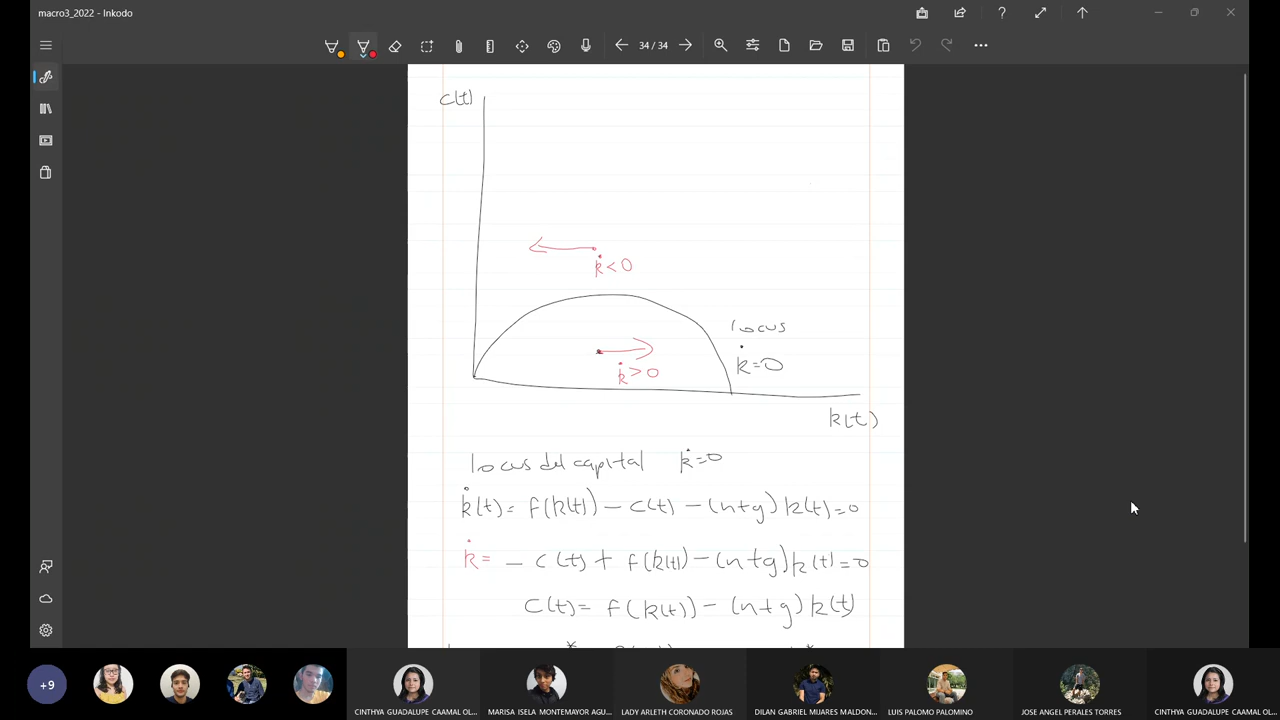 macro3_2022 - Inkodo
34 / 34
c(t)
k̇<0
locus
k̇=0
k̇>0
k(t)
locus del capital k̇=0
k̇(t)= f(k(t)) - c(t) - (n+g)k(t)=0
k̇= - c(t) + f(k(t)) - (n+g)k(t)=0
c(t)= f(k(t)) - (n+g)k(t)
+9
CINTHYA GUADALUPE CAAMAL OL...
MARISA ISELA MONTEMAYOR AGU...
LADY ARLETH CORONADO ROJAS
DILAN GABRIEL MIJARES MALDON...
LUIS PALOMO PALOMINO
JOSE ANGEL PERALES TORRES
CINTHYA GUADALUPE CAAMAL OL...